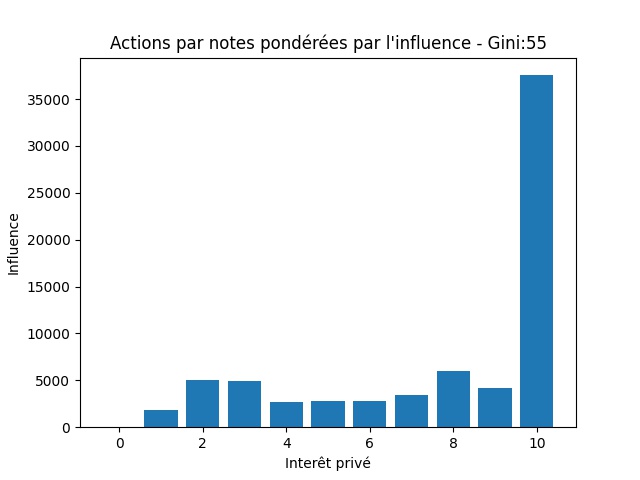 Actions par notes pondérées par l'influence - Gini:55
35000
30000
25000
20000
15000
10000
5000
0
Influence
0 2 4 6 8 10
Interêt privé